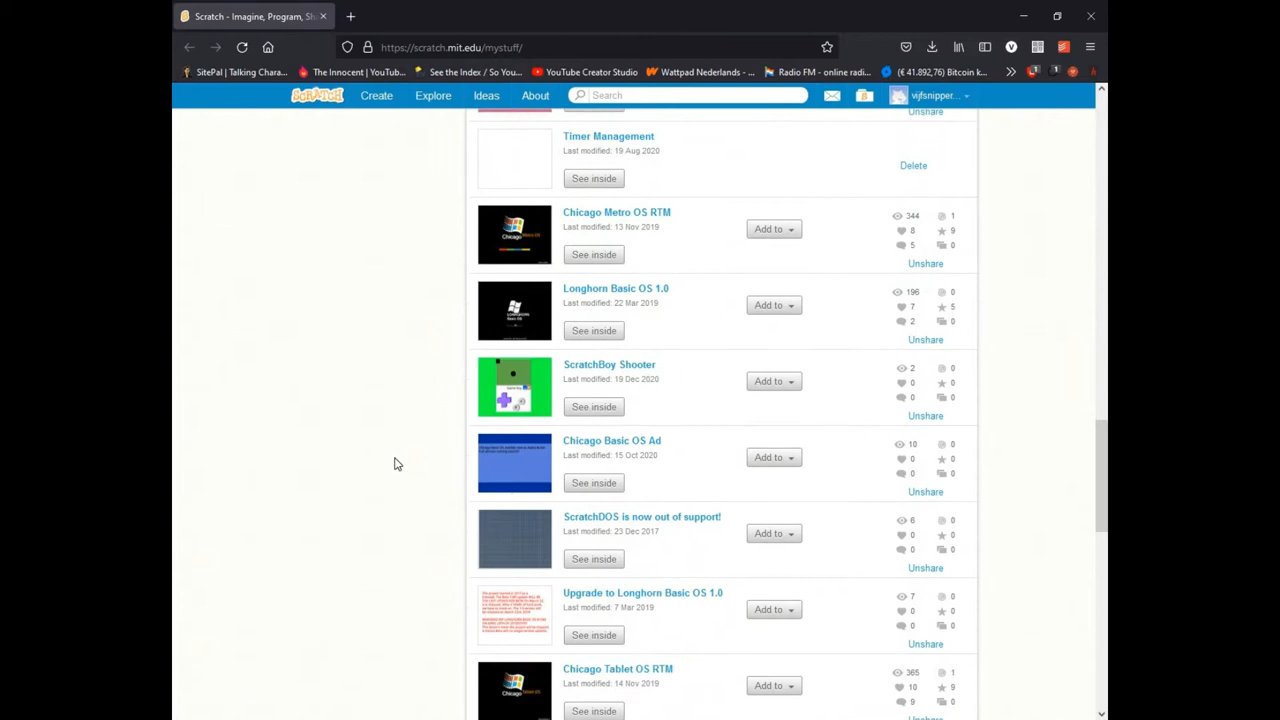 Scratch - Imagine, Program, Sh
https://scratch.mit.edu/mystuff/
SitePal | Talking Chara...
The Innocent | YouTub...
See the Index / So You...
YouTube Creator Studio
Wattpad Nederlands - ...
Radio FM - online radi...
(€ 41.892,76) Bitcoin k...
SCRATCH
Create
Explore
Ideas
About
Search
vijfsnipper...
Unshare
Timer Management
Last modified: 19 Aug 2020
Delete
See inside
Chicago Metro OS RTM
Last modified: 13 Nov 2019
Add to
See inside
344 1
8 9
5 0
Unshare
Longhorn Basic OS 1.0
Last modified: 22 Mar 2019
Add to
See inside
196 0
7 5
2 0
Unshare
ScratchBoy Shooter
Last modified: 19 Dec 2020
Add to
See inside
2 0
0 0
0 0
Unshare
Chicago Basic OS Ad
Last modified: 15 Oct 2020
Add to
See inside
10 0
0 0
0 0
Unshare
ScratchDOS is now out of support!
Last modified: 23 Dec 2017
Add to
See inside
6 0
0 0
0 0
Unshare
Upgrade to Longhorn Basic OS 1.0
Last modified: 7 Mar 2019
Add to
See inside
7 0
0 0
0 0
Unshare
Chicago Tablet OS RTM
Last modified: 14 Nov 2019
Add to
See inside
365 1
10 9
9 0